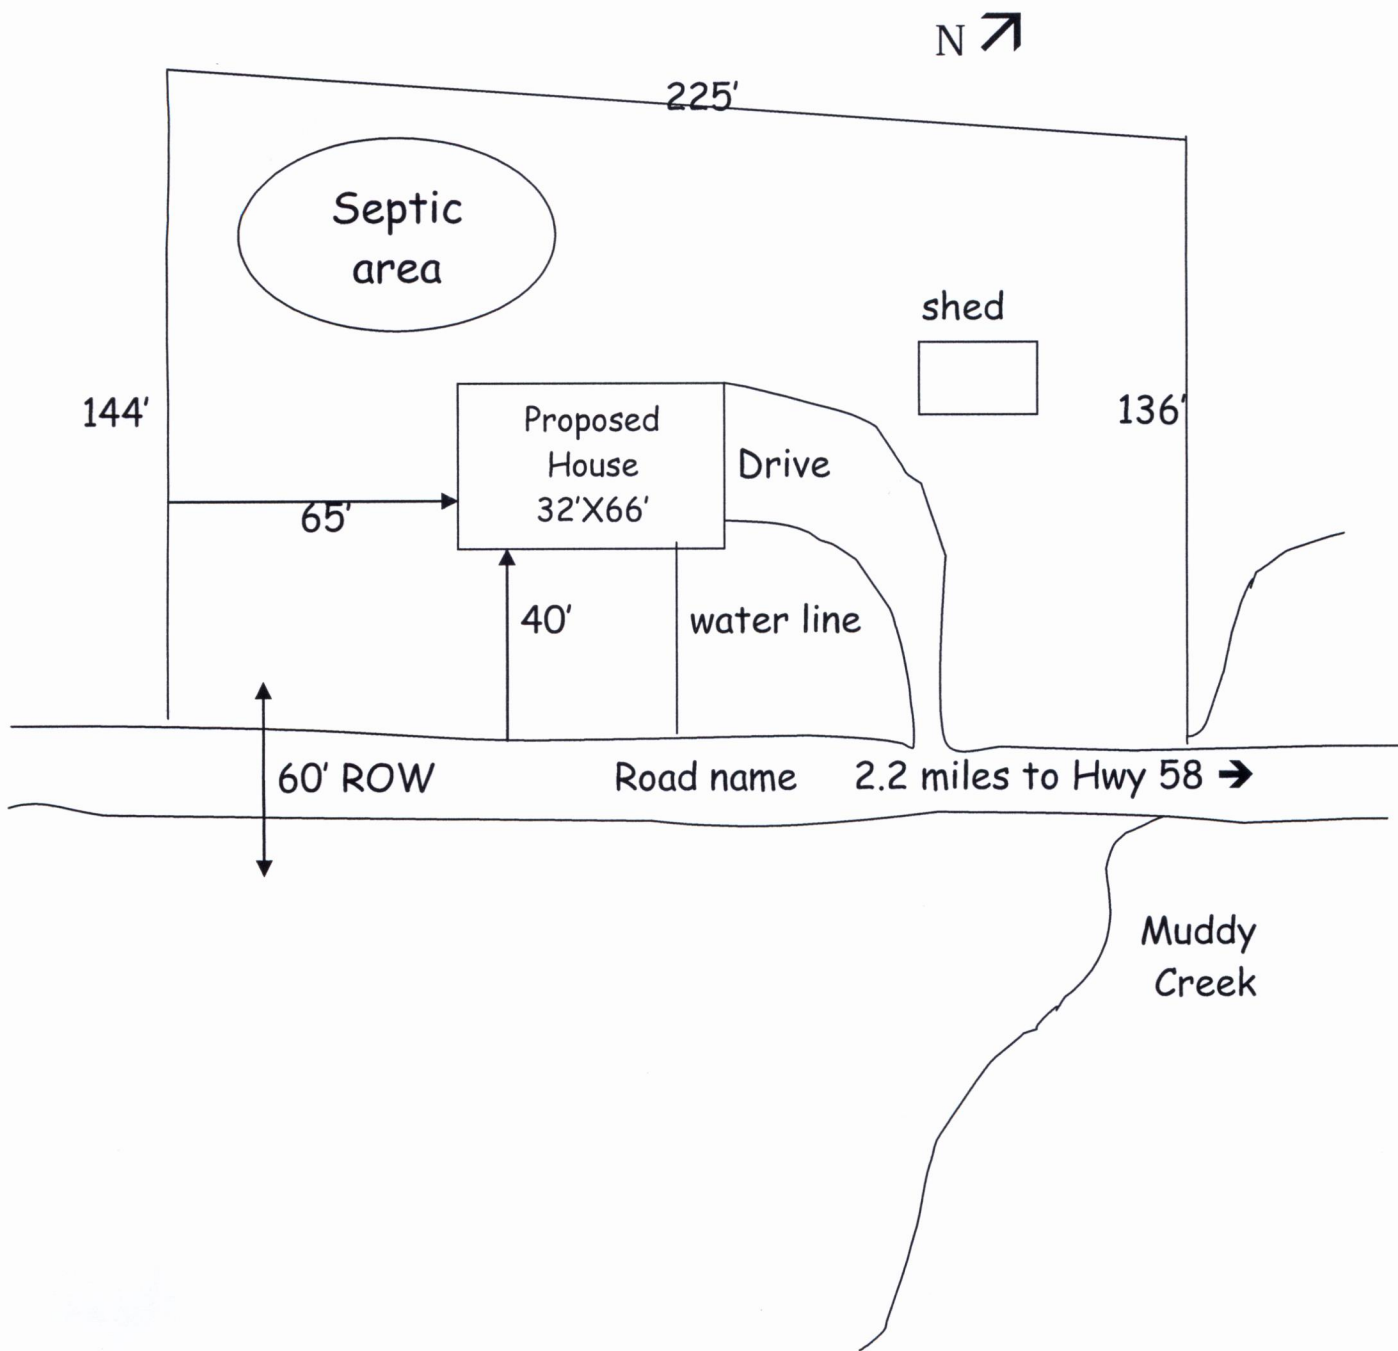 N
225'
Septic
area
shed
144'
136'
Proposed
House
32'X66'
Drive
65'
40'
water line
60' ROW
Road name
2.2 miles to Hwy 58 →
Muddy
Creek